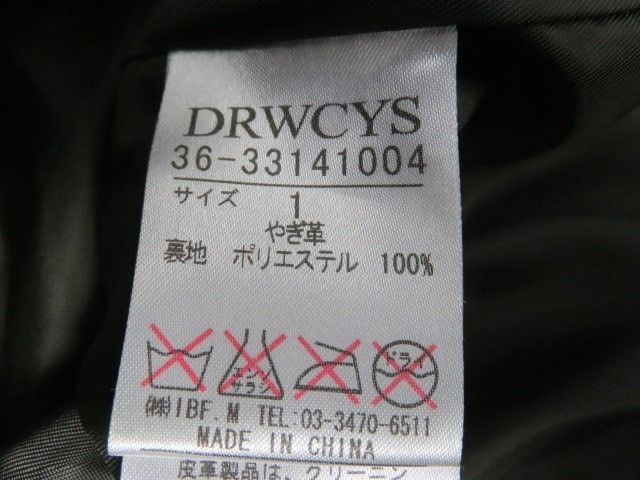 DRWCYS
36-33141004
サイズ 1
やぎ革
裏地 ポリエステル 100%
エンソ サラシ ドライ
㈱IBF.M TEL:03-3470-6511
MADE IN CHINA
皮革製品は、クリーニン